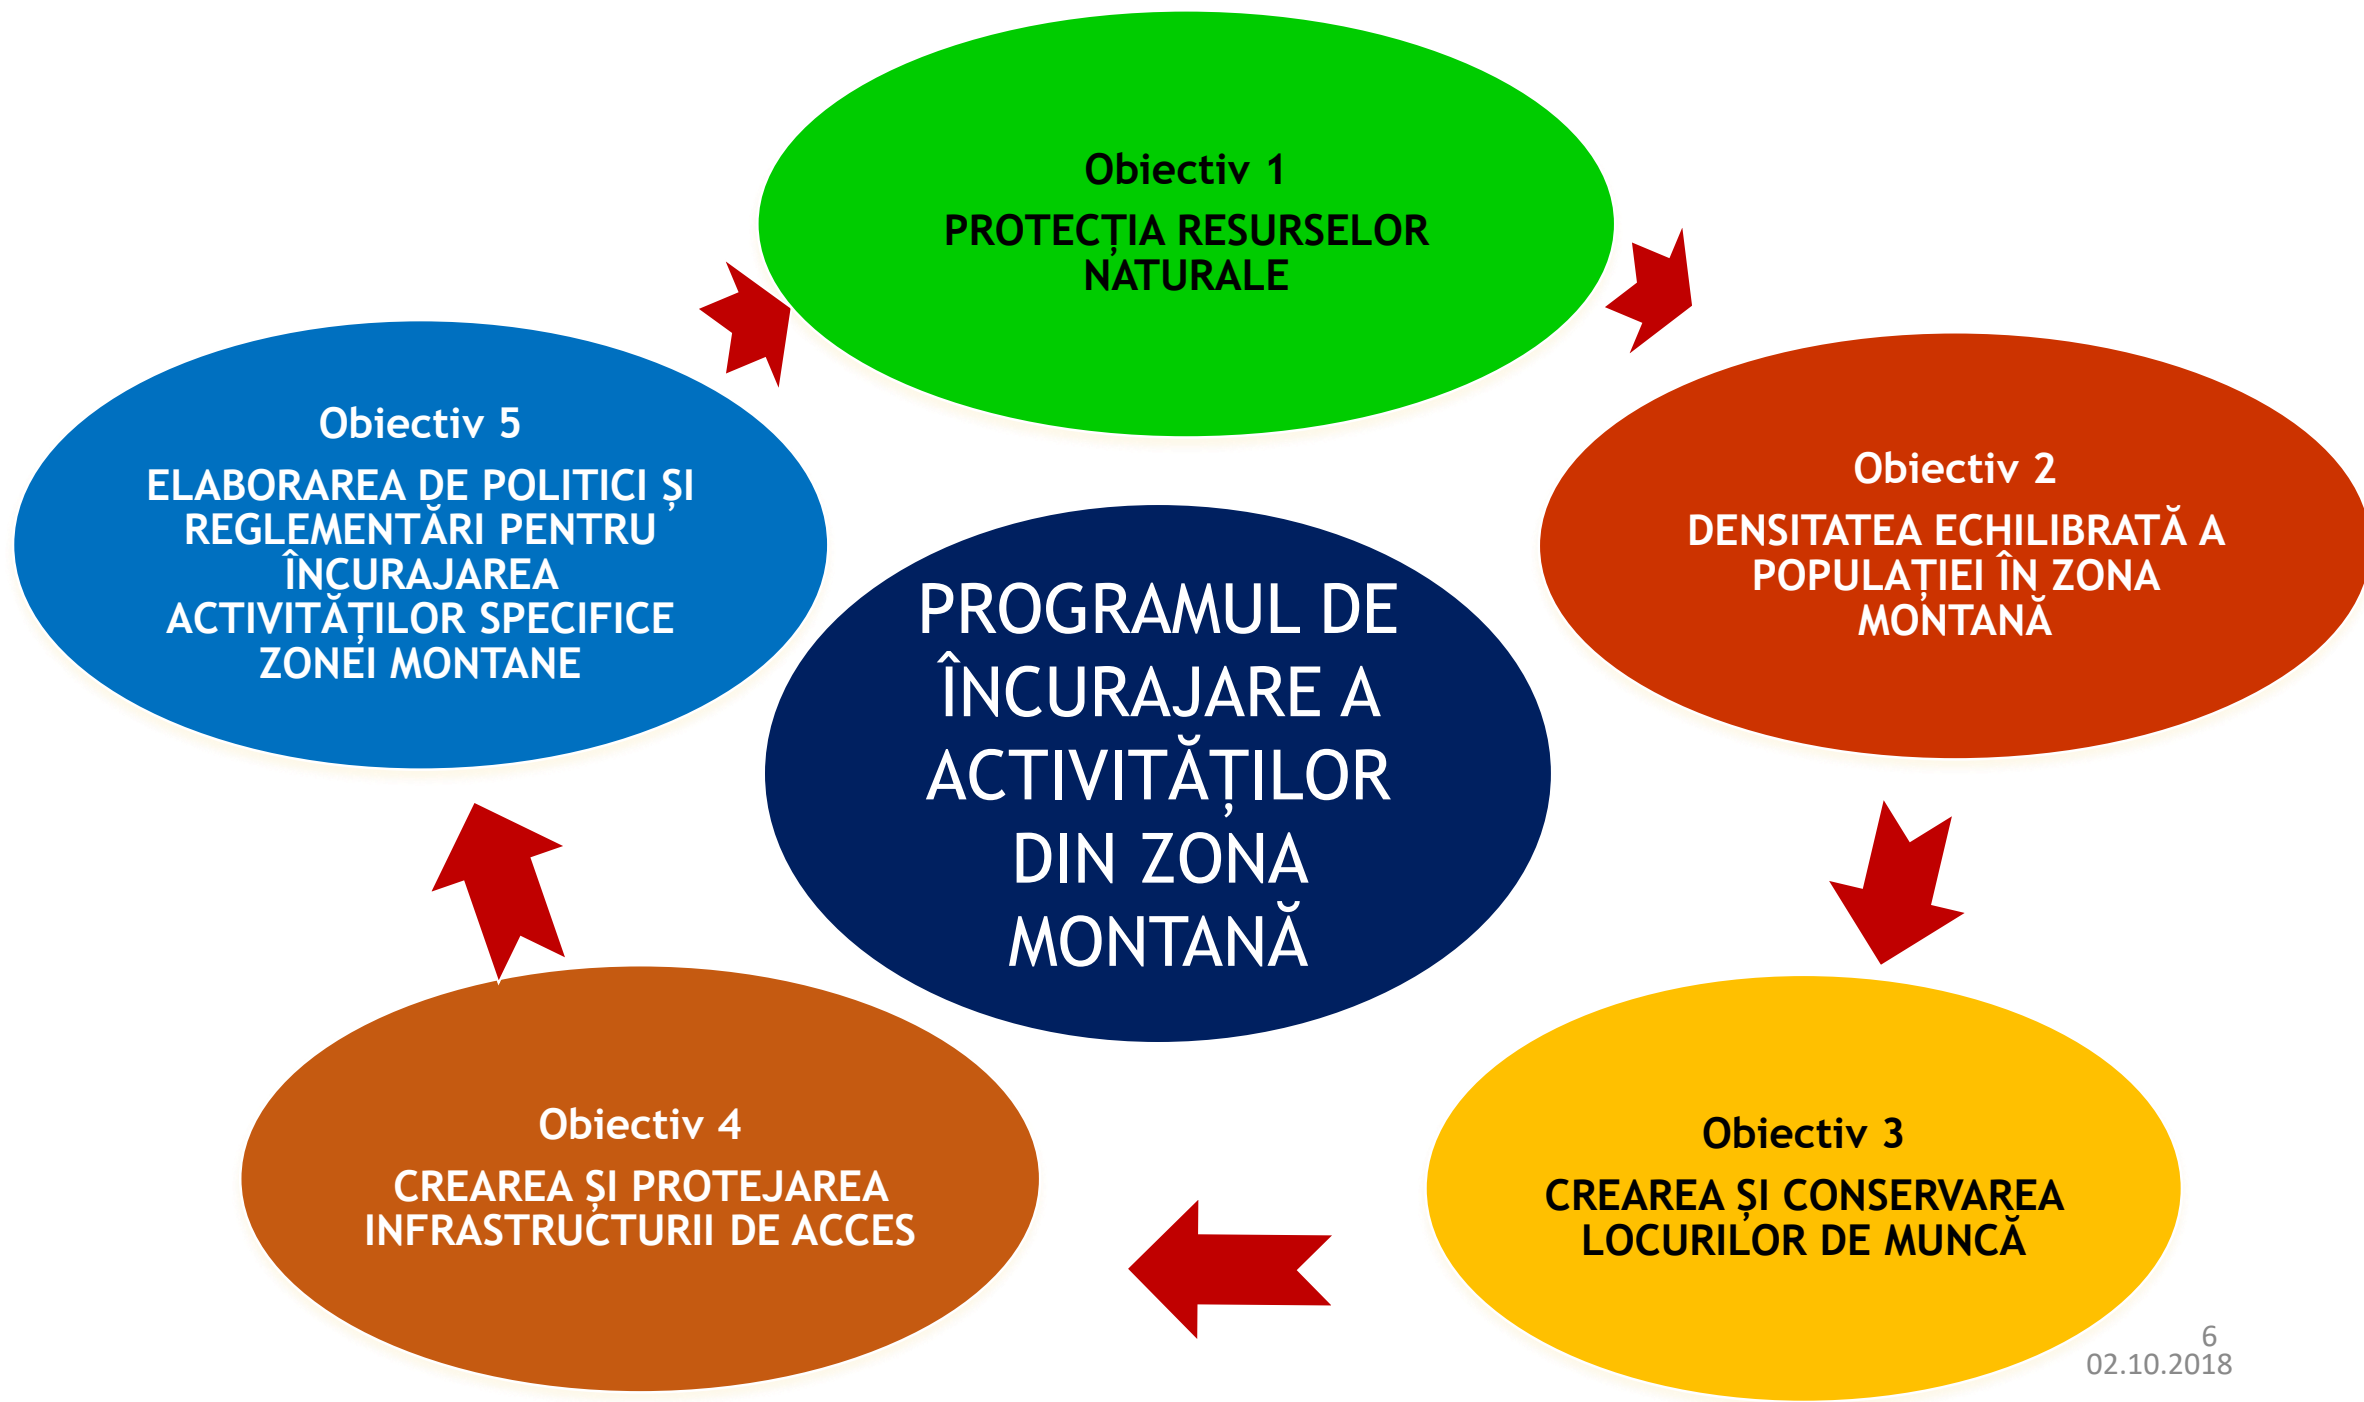 Obiectiv 1
PROTECȚIA RESURSELOR
NATURALE
Obiectiv 2
DENSITATEA ECHILIBRATĂ A
POPULAȚIEI ÎN ZONA
MONTANĂ
Obiectiv 3
CREAREA ȘI CONSERVAREA
LOCURILOR DE MUNCĂ
Obiectiv 4
CREAREA ȘI PROTEJAREA
INFRASTRUCTURII DE ACCES
Obiectiv 5
ELABORAREA DE POLITICI ȘI
REGLEMENTĂRI PENTRU
ÎNCURAJAREA
ACTIVITĂȚILOR SPECIFICE
ZONEI MONTANE
PROGRAMUL DE
ÎNCURAJARE A
ACTIVITĂȚILOR
DIN ZONA
MONTANĂ
6
02.10.2018